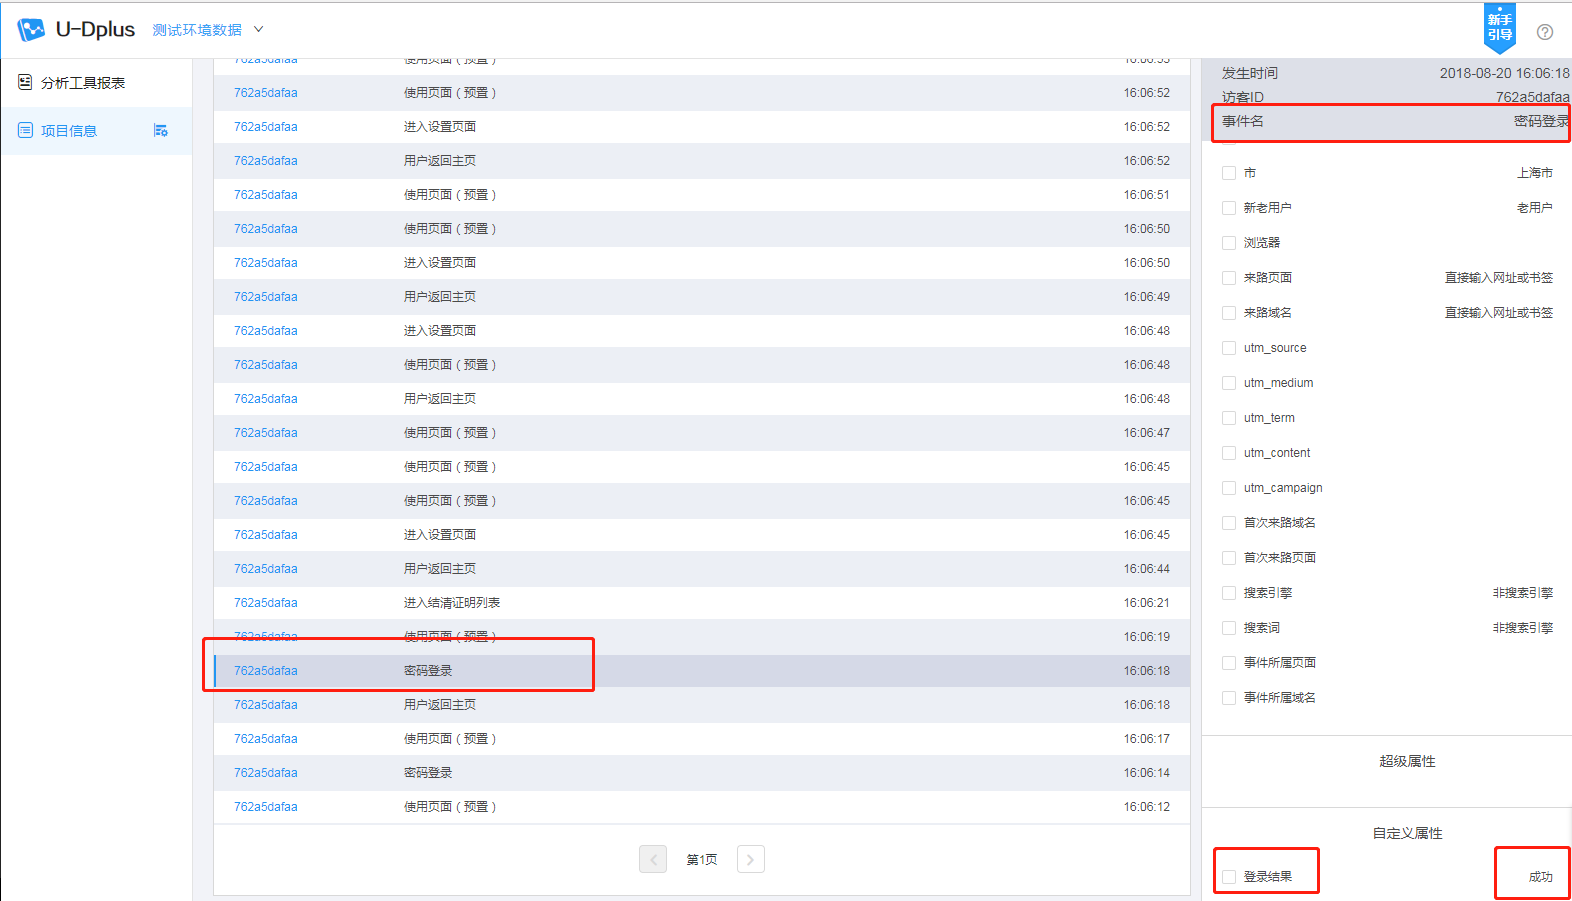 U-Dplus 测试环境数据
新手
引导
分析工具报表
项目信息
762a5dafaa 使用页面 ( 预置 ) 16:06:53
762a5dafaa 使用页面 ( 预置 ) 16:06:52
762a5dafaa 进入设置页面 16:06:52
762a5dafaa 用户返回主页 16:06:52
762a5dafaa 使用页面 ( 预置 ) 16:06:51
762a5dafaa 使用页面 ( 预置 ) 16:06:50
762a5dafaa 进入设置页面 16:06:50
762a5dafaa 用户返回主页 16:06:49
762a5dafaa 进入设置页面 16:06:48
762a5dafaa 使用页面 ( 预置 ) 16:06:48
762a5dafaa 用户返回主页 16:06:48
762a5dafaa 使用页面 ( 预置 ) 16:06:47
762a5dafaa 使用页面 ( 预置 ) 16:06:45
762a5dafaa 使用页面 ( 预置 ) 16:06:45
762a5dafaa 进入设置页面 16:06:45
762a5dafaa 用户返回主页 16:06:44
762a5dafaa 进入结清证明列表 16:06:21
762a5dafaa 使用页面 ( 预置 ) 16:06:19
762a5dafaa 密码登录 16:06:18
762a5dafaa 用户返回主页 16:06:18
762a5dafaa 使用页面 ( 预置 ) 16:06:17
762a5dafaa 密码登录 16:06:14
762a5dafaa 使用页面 ( 预置 ) 16:06:12
第1页
发生时间 2018-08-20 16:06:18
访客ID 762a5dafaa
事件名 密码登录
市 上海市
新老用户 老用户
浏览器
来路页面 直接输入网址或书签
来路域名 直接输入网址或书签
utm_source
utm_medium
utm_term
utm_content
utm_campaign
首次来路域名
首次来路页面
搜索引擎 非搜索引擎
搜索词 非搜索引擎
事件所属页面
事件所属域名
超级属性
自定义属性
登录结果 成功